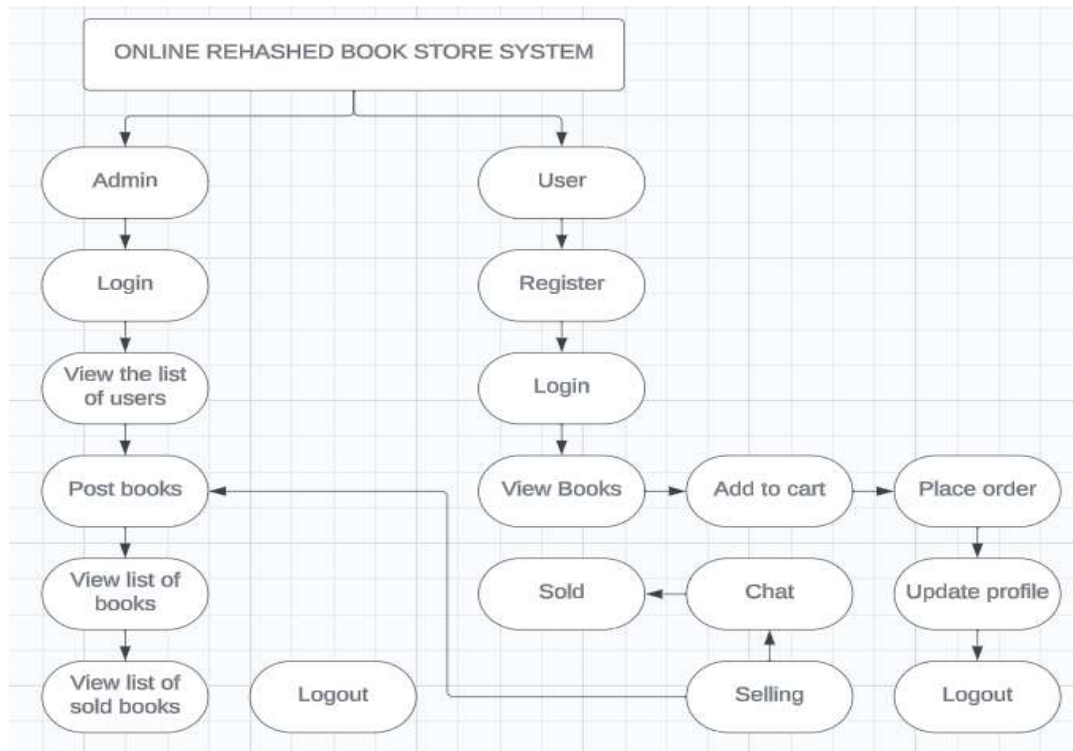 ONLINE REHASHED BOOK STORE SYSTEM
Admin
User
Login
Register
View the list
of users
Login
Post books
View Books
Add to cart
Place order
View list of
books
Sold
Chat
Update profile
View list of
sold books
Logout
Selling
Logout